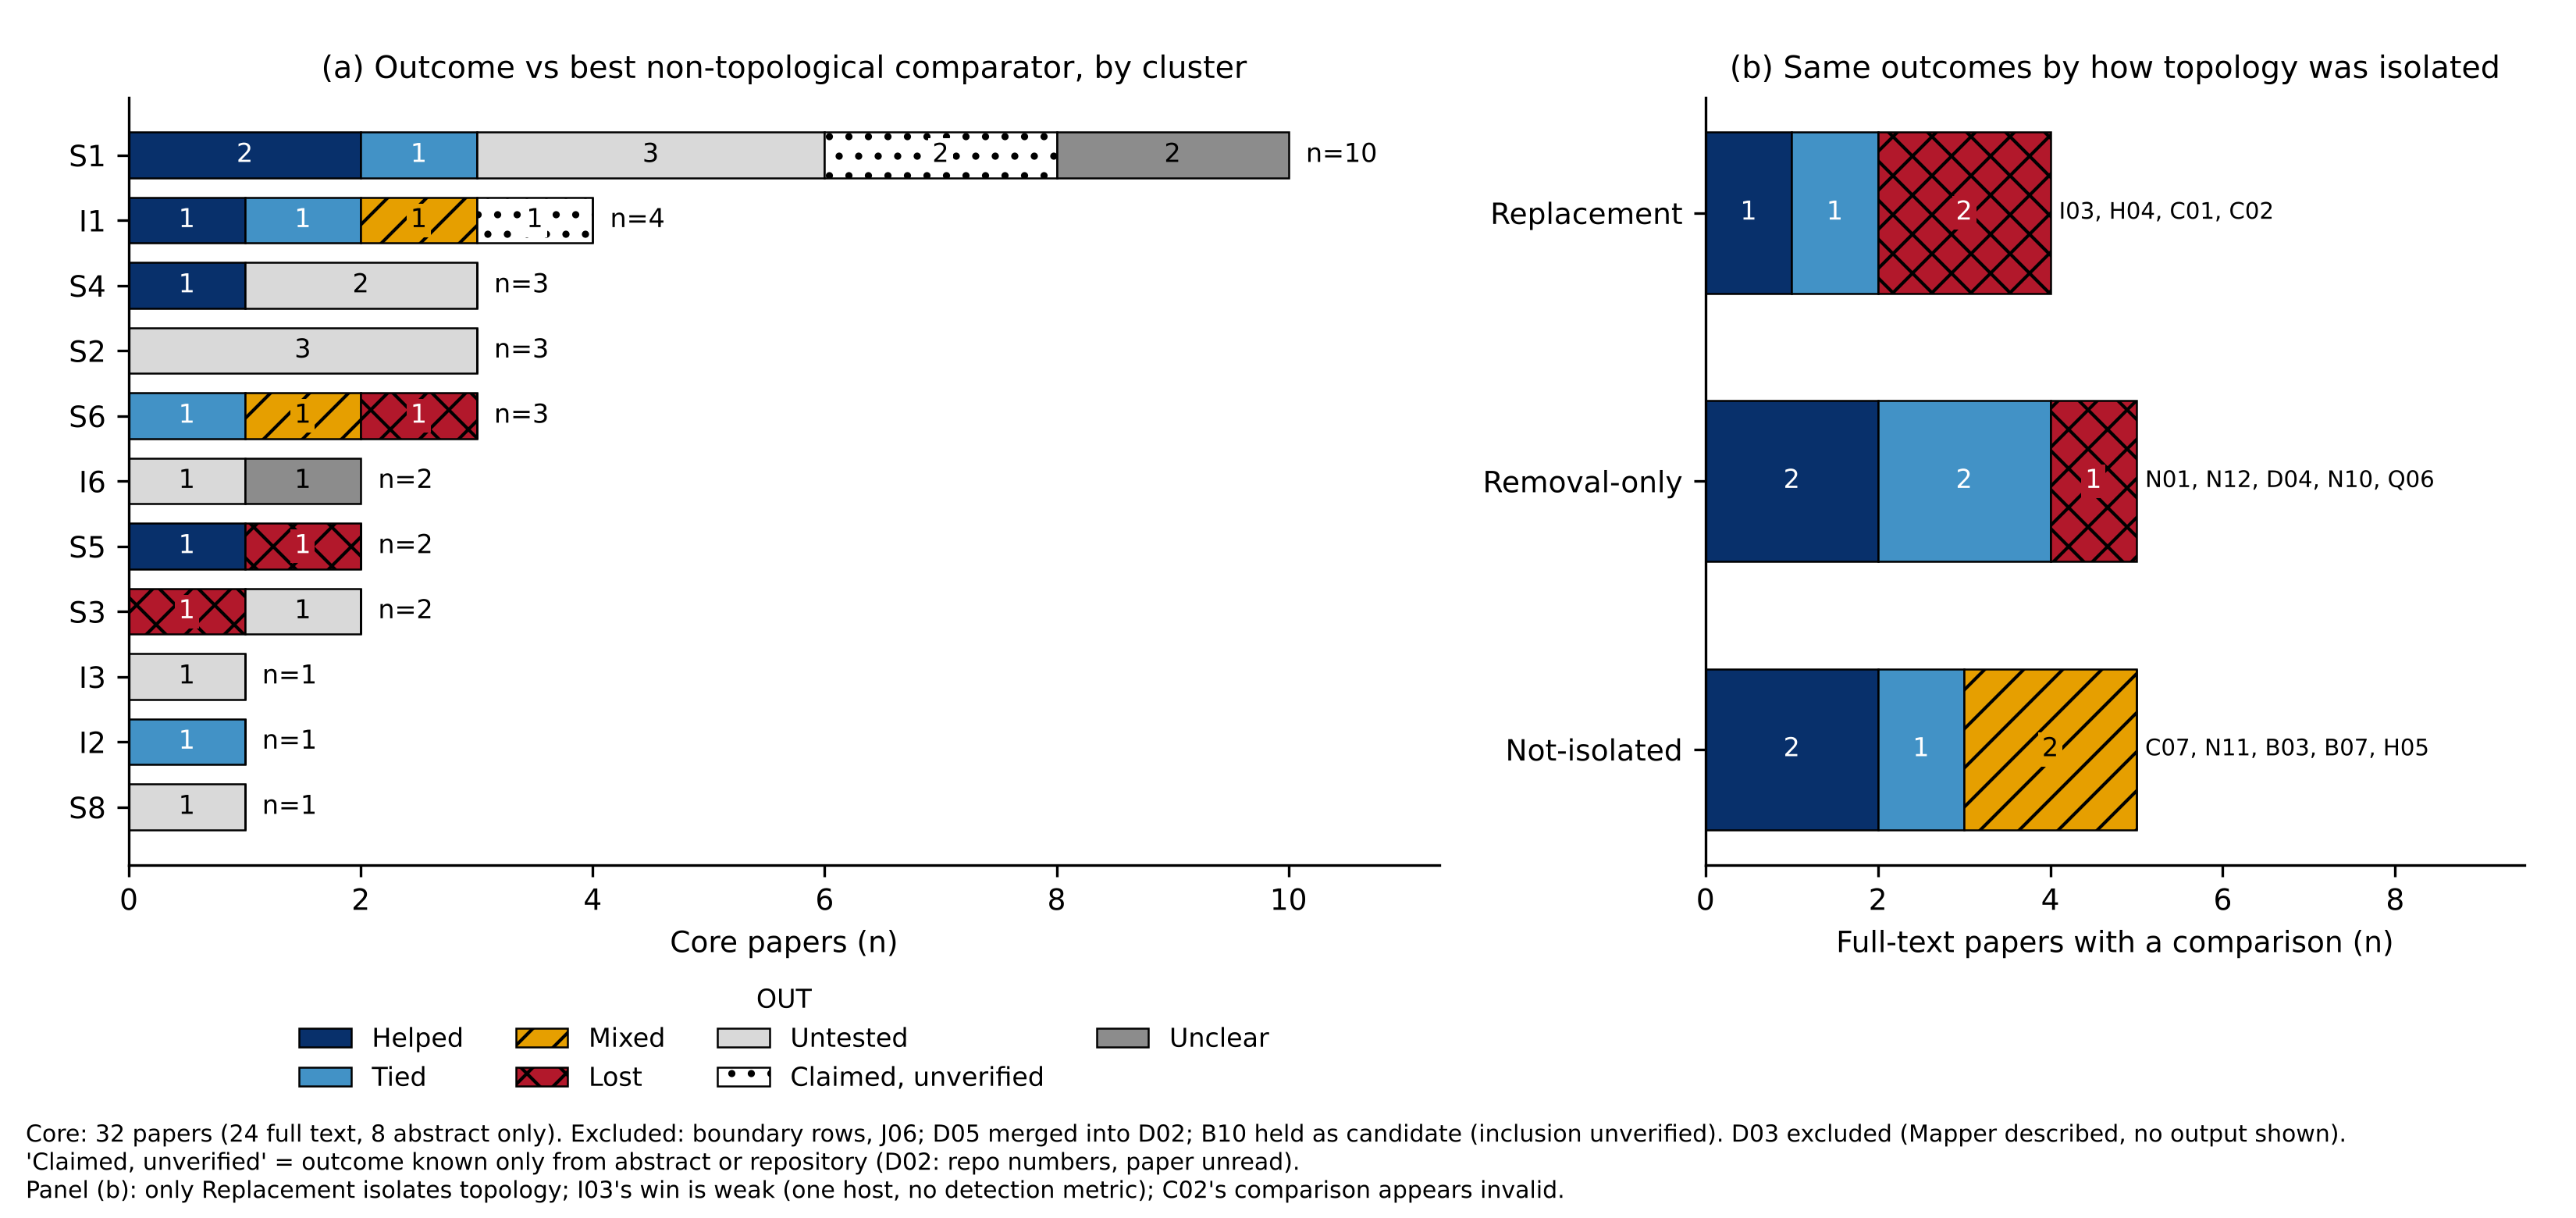 (a) Outcome vs best non-topological comparator, by cluster
S1 2 1 3 2 2 n=10
I1 1 1 1 1 n=4
S4 1 2 n=3
S2 3 n=3
S6 1 1 1 n=3
I6 1 1 n=2
S5 1 1 n=2
S3 1 1 n=2
I3 1 n=1
I2 1 n=1
S8 1 n=1
0 2 4 6 8 10
Core papers (n)
(b) Same outcomes by how topology was isolated
Replacement 1 1 2 I03, H04, C01, C02
Removal-only 2 2 1 N01, N12, D04, N10, Q06
Not-isolated 2 1 2 C07, N11, B03, B07, H05
0 2 4 6 8
Full-text papers with a comparison (n)
OUT
Helped Mixed Untested Unclear
Tied Lost Claimed, unverified
Core: 32 papers (24 full text, 8 abstract only). Excluded: boundary rows, J06; D05 merged into D02; B10 held as candidate (inclusion unverified). D03 excluded (Mapper described, no output shown).
'Claimed, unverified' = outcome known only from abstract or repository (D02: repo numbers, paper unread).
Panel (b): only Replacement isolates topology; I03's win is weak (one host, no detection metric); C02's comparison appears invalid.